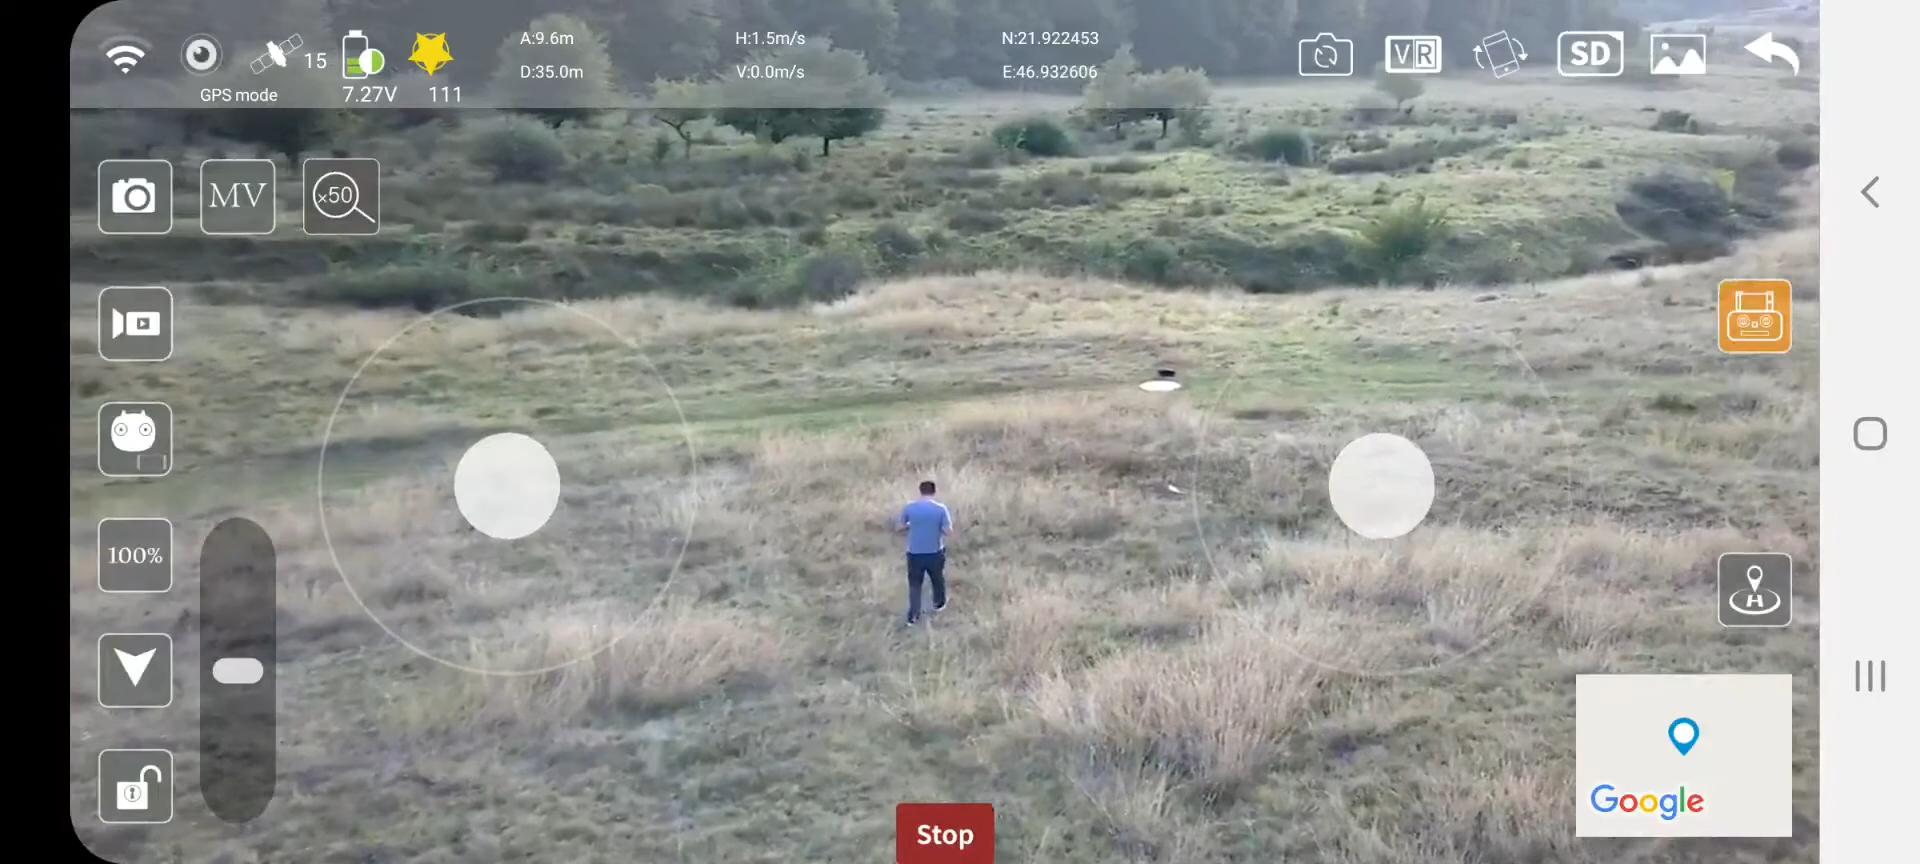 A:9.6m
H:1.5m/s
N:21.922453
15
D:35.0m
V:0.0m/s
E:46.932606
VR
SD
GPS mode
7.27V
111
MV
x50
100%
H
Google
Stop